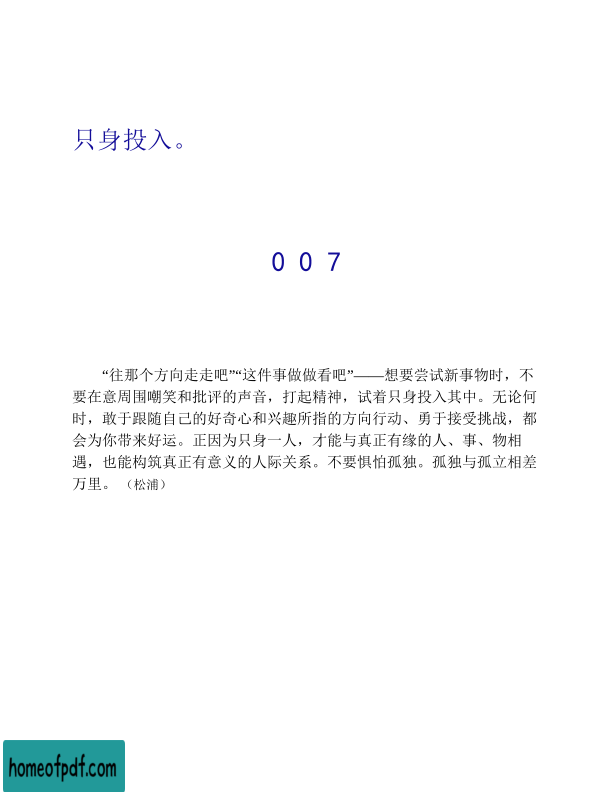 只身投入。
007
“往那个方向走走吧”“这件事做做看吧”——想要尝试新事物时，不
要在意周围嘲笑和批评的声音，打起精神，试着只身投入其中。无论何
时，敢于跟随自己的好奇心和兴趣所指的方向行动、勇于接受挑战，都
会为你带来好运。正因为只身一人，才能与真正有缘的人、事、物相
遇，也能构筑真正有意义的人际关系。不要惧怕孤独。孤独与孤立相差
万里。（松浦）
homeofpdf.com